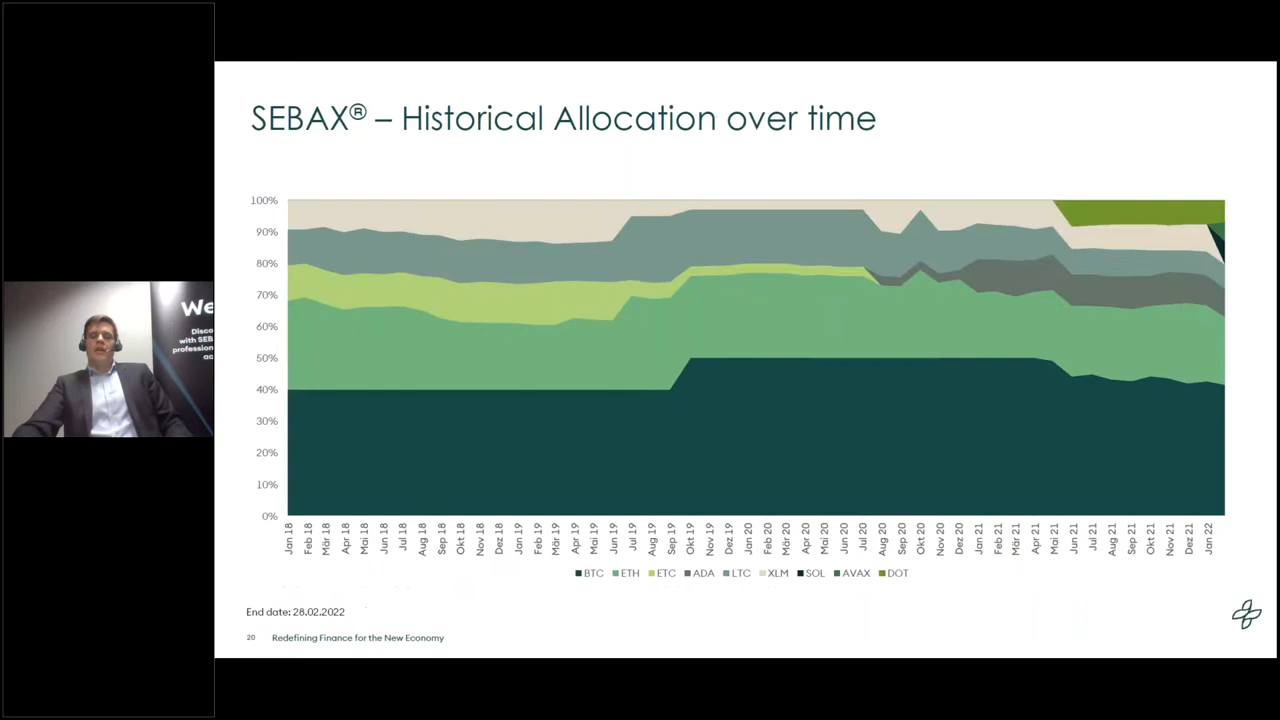 SEBAX® – Historical Allocation over time
100%
90%
80%
70%
60%
50%
40%
30%
20%
10%
0%
Jan 18
Feb 18
Mär 18
Apr 18
Mai 18
Jun 18
Jul 18
Aug 18
Sep 18
Okt 18
Nov 18
Dez 18
Jan 19
Feb 19
Mär 19
Apr 19
Mai 19
Jun 19
Jul 19
Aug 19
Sep 19
Okt 19
Nov 19
Dez 19
Jan 20
Feb 20
Mär 20
Apr 20
Mai 20
Jun 20
Jul 20
Aug 20
Sep 20
Okt 20
Nov 20
Dez 20
Jan 21
Feb 21
Mär 21
Apr 21
Mai 21
Jun 21
Jul 21
Aug 21
Sep 21
Okt 21
Nov 21
Dez 21
Jan 22
BTC ETH ETC ADA LTC XLM SOL AVAX DOT
End date: 28.02.2022
20 Redefining Finance for the New Economy
We
Disco
with SEB
profession